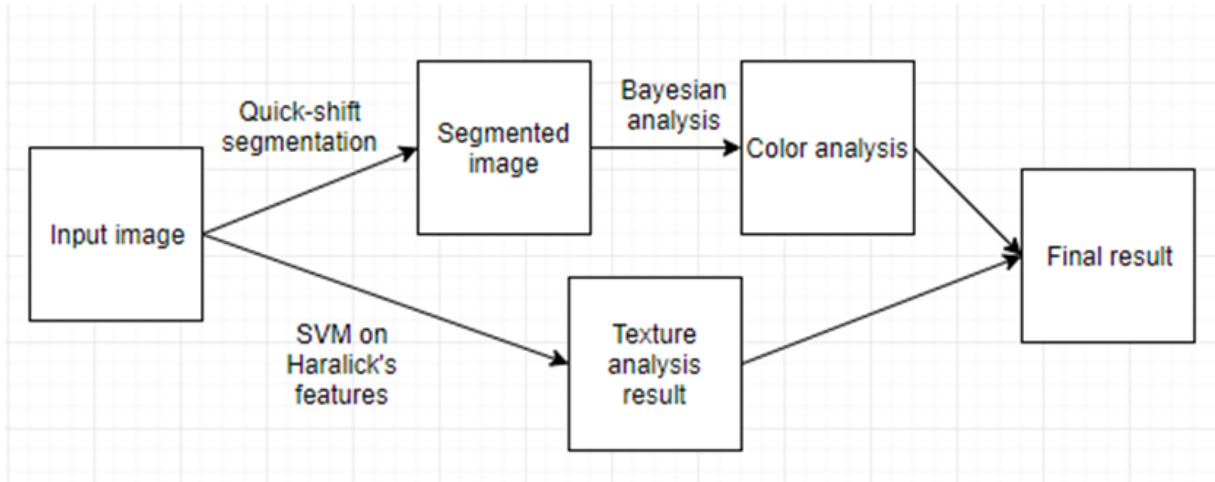 Input image
Quick-shift
segmentation
Segmented
image
Bayesian
analysis
Color analysis
SVM on
Haralick's
features
Texture
analysis
result
Final result